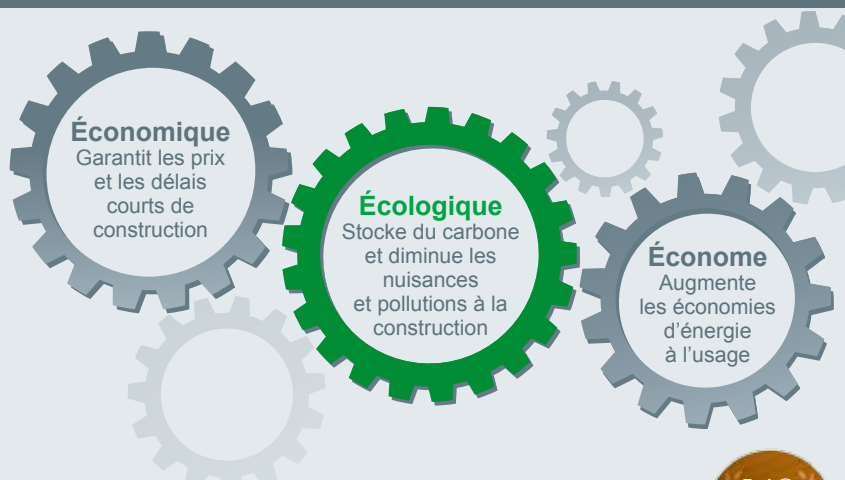 Économique
Garantit les prix
et les délais
courts de
construction
Écologique
Stocke du carbone
et diminue les
nuisances
et pollutions à la
construction
Économe
Augmente
les économies
d’énergie
à l’usage